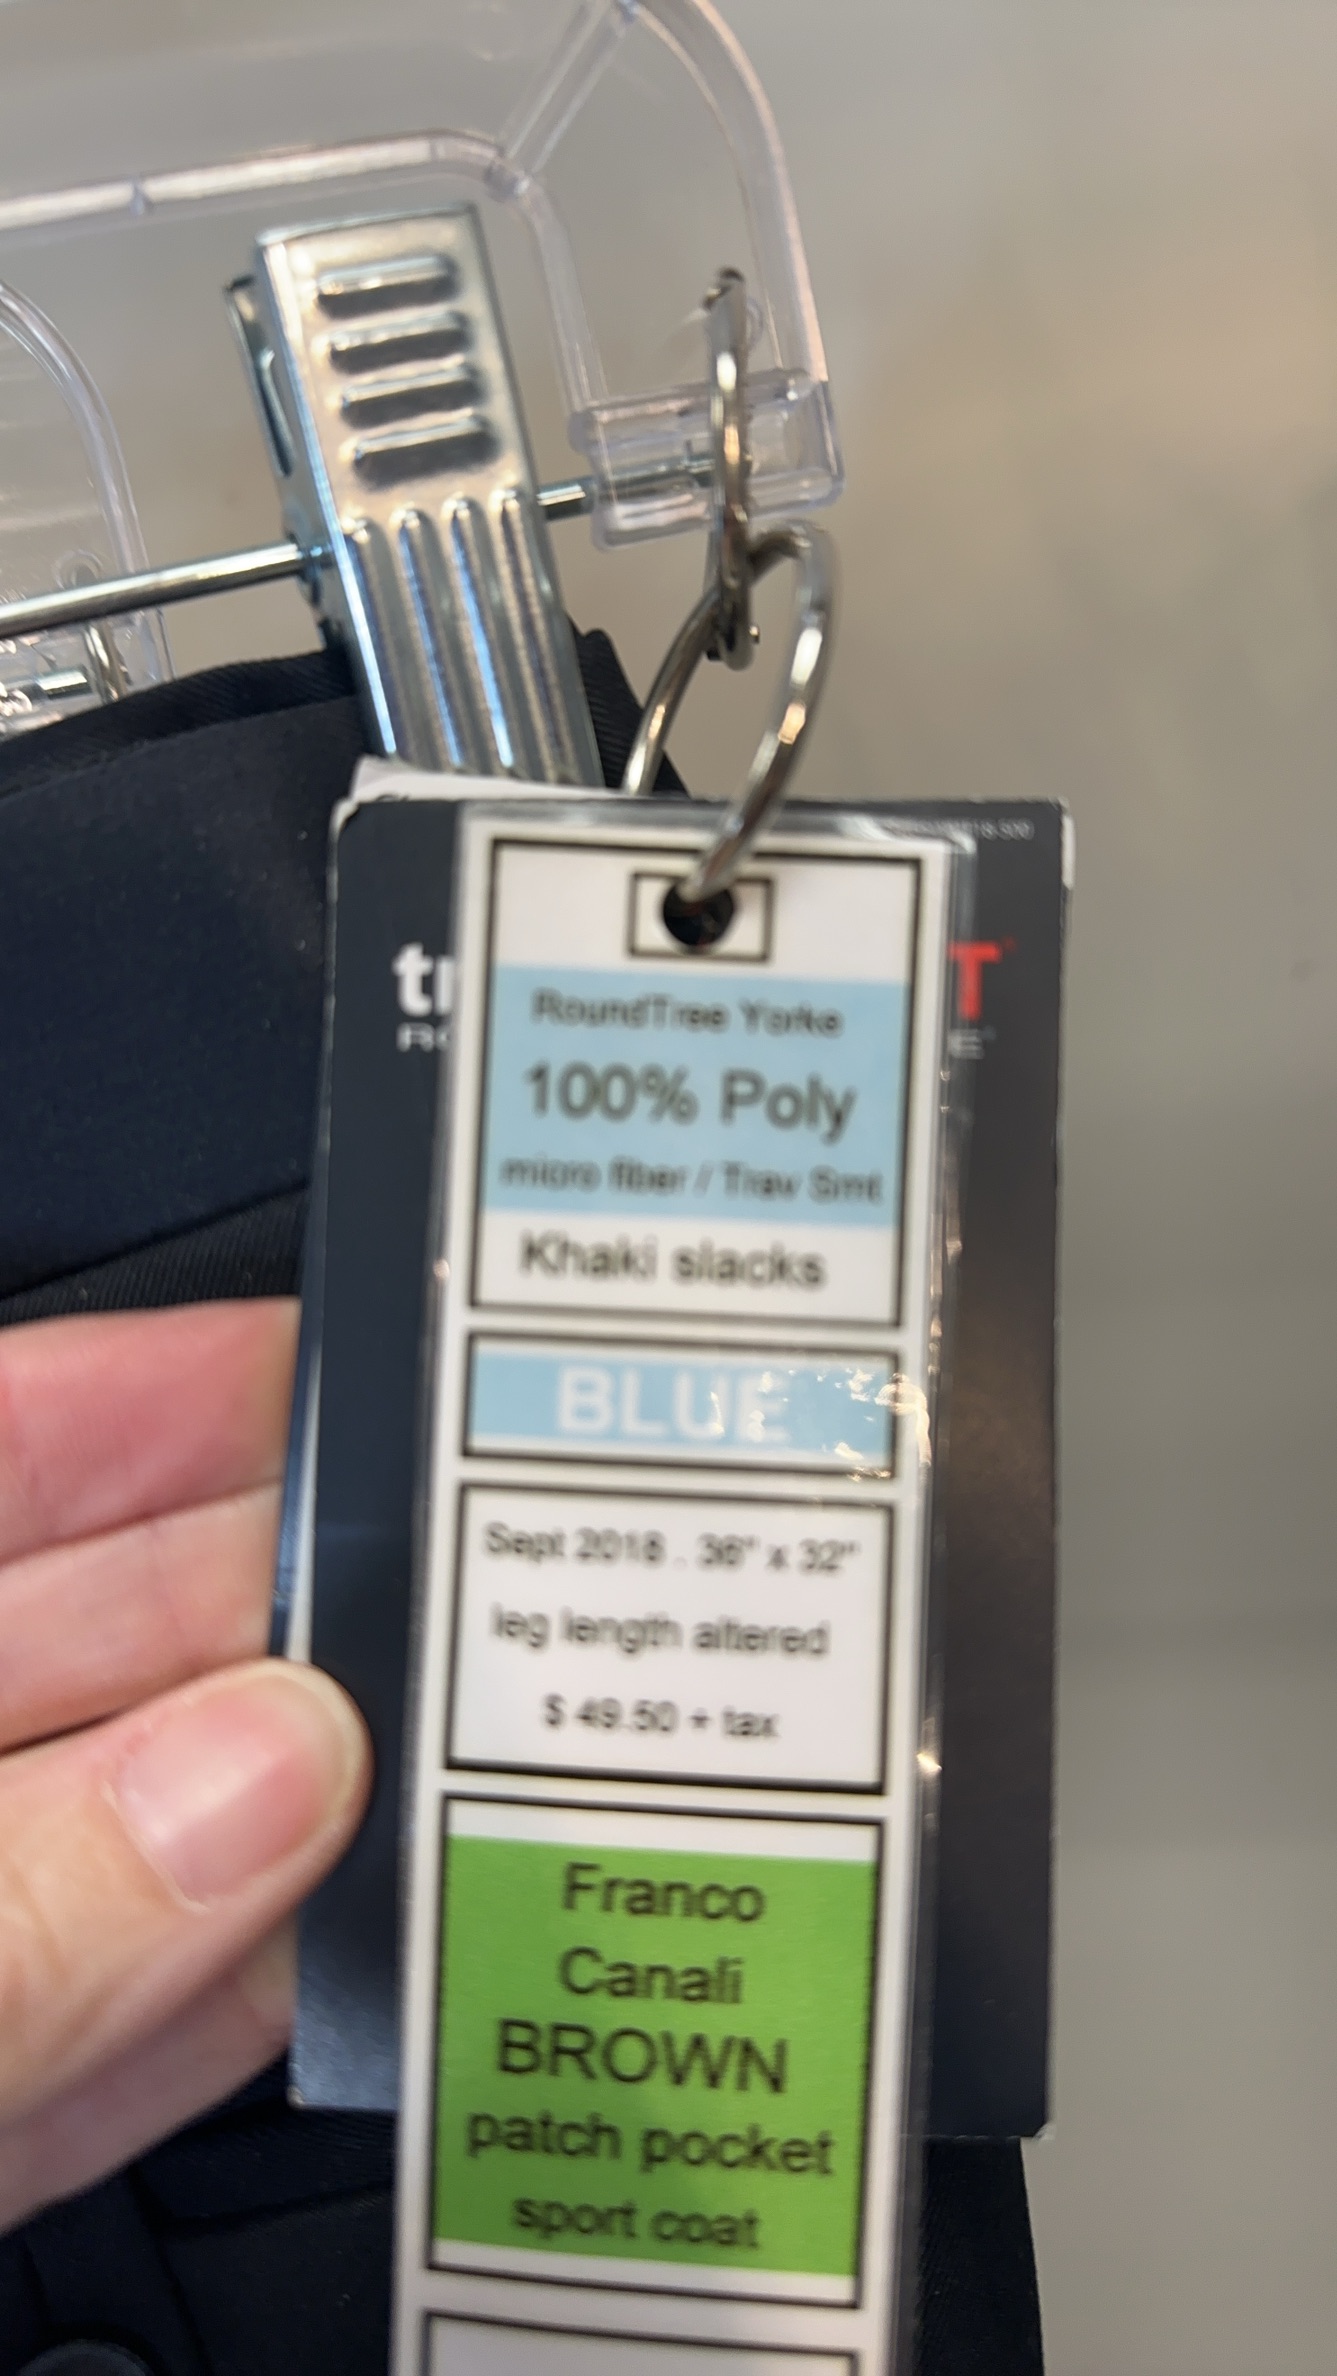 RoundTree Yorke
100% Poly
micro fiber / Trav Smt
Khaki slacks
BLUE
Sept 2018 . 36" x 32"
leg length altered
$ 49.50 + tax
Franco
Canali
BROWN
patch pocket
sport coat